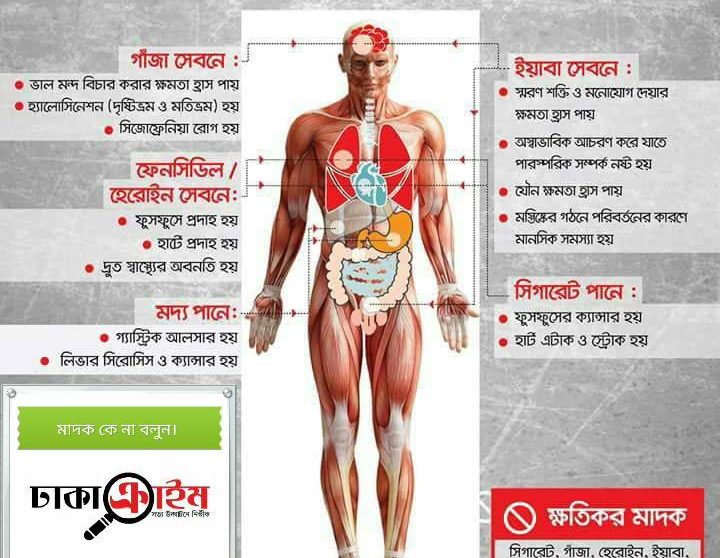 গাঁজা সেবনে :
ভাল মন্দ বিচার করার ক্ষমতা হ্রাস পায়
হ্যালোসিনেশন (দৃষ্টিভ্রম ও মতিভ্রম) হয়
সিজোফ্রেনিয়া রোগ হয়
ফেনসিডিল /
হেরোইন সেবনে:
ফুসফুসে প্রদাহ হয়
হার্টে প্রদাহ হয়
দ্রুত স্বাস্থ্যের অবনতি হয়
মদ্য পানে:
গ্যাস্ট্রিক আলসার হয়
লিভার সিরোসিস ও ক্যান্সার হয়
মাদক কে না বলুন।
ঢাকা ক্রাইম
সত্য উদঘাটনে নির্ভীক
ইয়াবা সেবনে :
স্মরণ শক্তি ও মনোযোগ দেয়ার
ক্ষমতা হ্রাস পায়
অস্বাভাবিক আচরণ করে যাতে
পারস্পরিক সম্পর্ক নষ্ট হয়
যৌন ক্ষমতা হ্রাস পায়
মস্তিষ্কের গঠনে পরিবর্তনের কারণে
মানসিক সমস্যা হয়
সিগারেট পানে :
ফুসফুসের ক্যান্সার হয়
হার্ট এটাক ও স্ট্রোক হয়
ক্ষতিকর মাদক
সিগারেট, গাঁজা, হেরোইন, ইয়াবা,